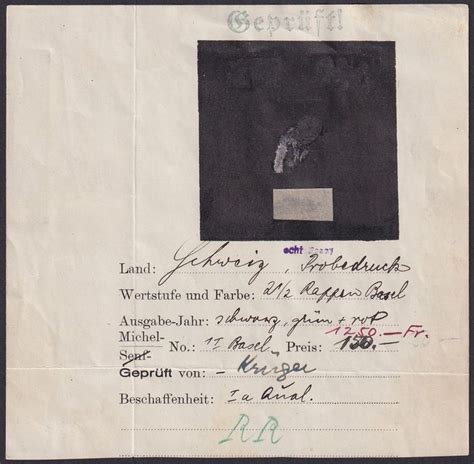 Geprüft!
echt
Land: Schweiz, Probedruck
Wertstufe und Farbe: 2 1/2 Rappen Basel
Ausgabe-Jahr: schwarz, grün + rot
1250.— Fr.
Michel-
Senf- No.: 1I Basel Preis: 150.—
Geprüft von: – Krüger
Beschaffenheit: Ia Qual.
RR